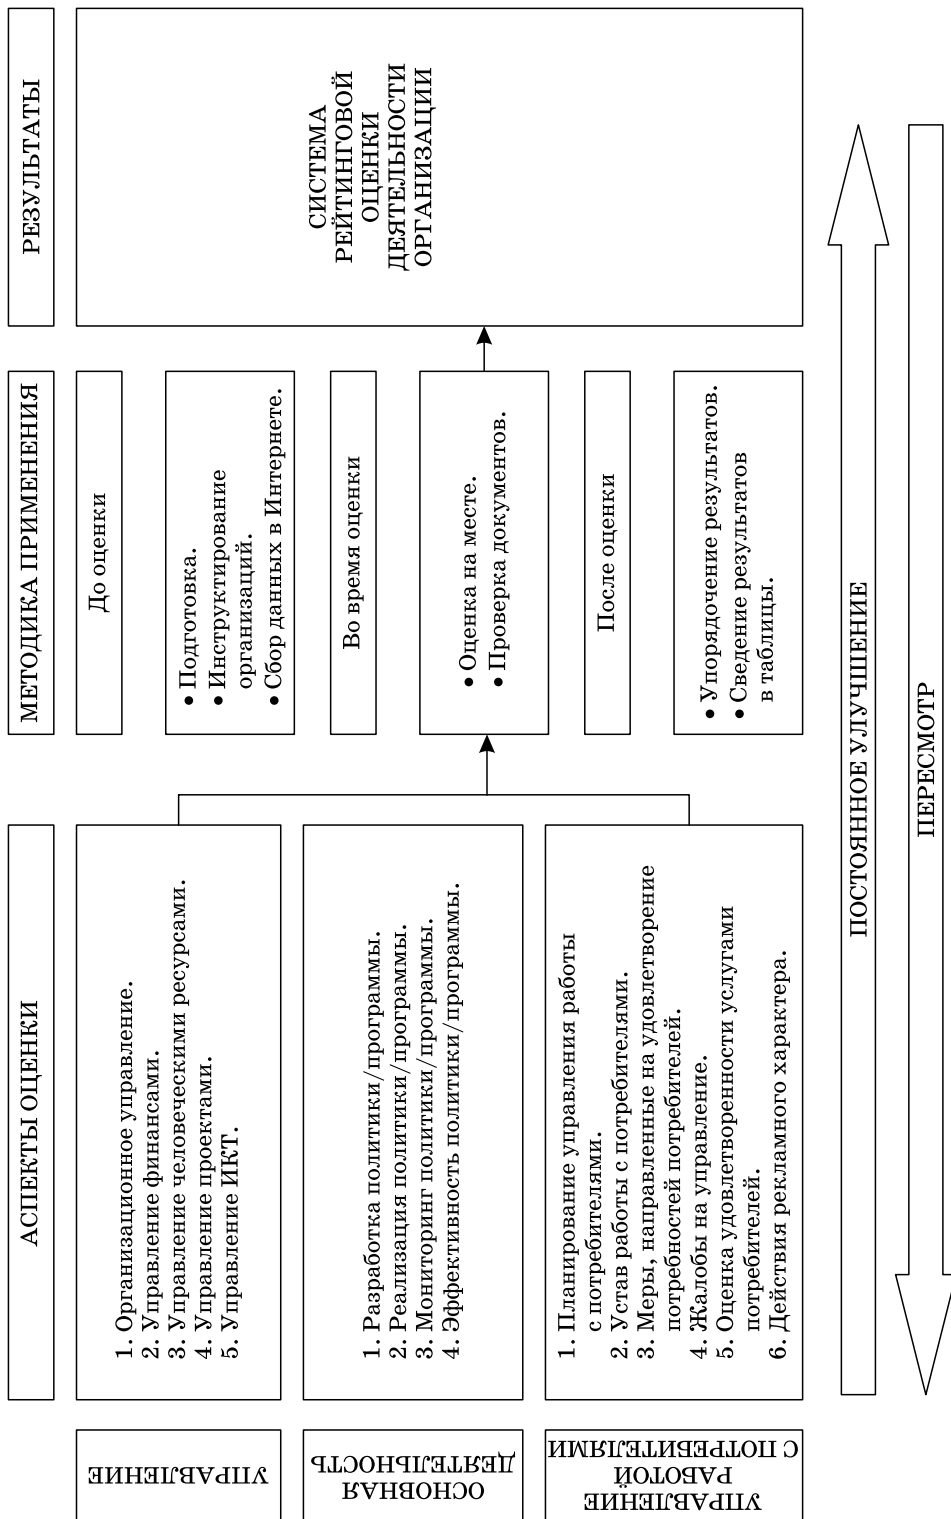 АСПЕКТЫ ОЦЕНКИ
МЕТОДИКА ПРИМЕНЕНИЯ
РЕЗУЛЬТАТЫ
УПРАВЛЕНИЕ
1. Организационное управление.
2. Управление финансами.
3. Управление человеческими ресурсами.
4. Управление проектами.
5. Управление ИКТ.
ОСНОВНАЯ
ДЕЯТЕЛЬНОСТЬ
1. Разработка политики/программы.
2. Реализация политики/программы.
3. Мониторинг политики/программы.
4. Эффективность политики/программы.
УПРАВЛЕНИЕ
РАБОТОЙ
С ПОТРЕБИТЕЛЯМИ
1. Планирование управления работы
с потребителями.
2. Устав работы с потребителями.
3. Меры, направленные на удовлетворение
потребностей потребителей.
4. Жалобы на управление.
5. Оценка удовлетворенности услугами
потребителей.
6. Действия рекламного характера.
До оценки
• Подготовка.
• Инструктирование
организаций.
• Сбор данных в Интернете.
Во время оценки
• Оценка на месте.
• Проверка документов.
После оценки
• Упорядочение результатов.
• Сведение результатов
в таблицы.
СИСТЕМА
РЕЙТИНГОВОЙ
ОЦЕНКИ
ДЕЯТЕЛЬНОСТИ
ОРГАНИЗАЦИИ
ПОСТОЯННОЕ УЛУЧШЕНИЕ
ПЕРЕСМОТР